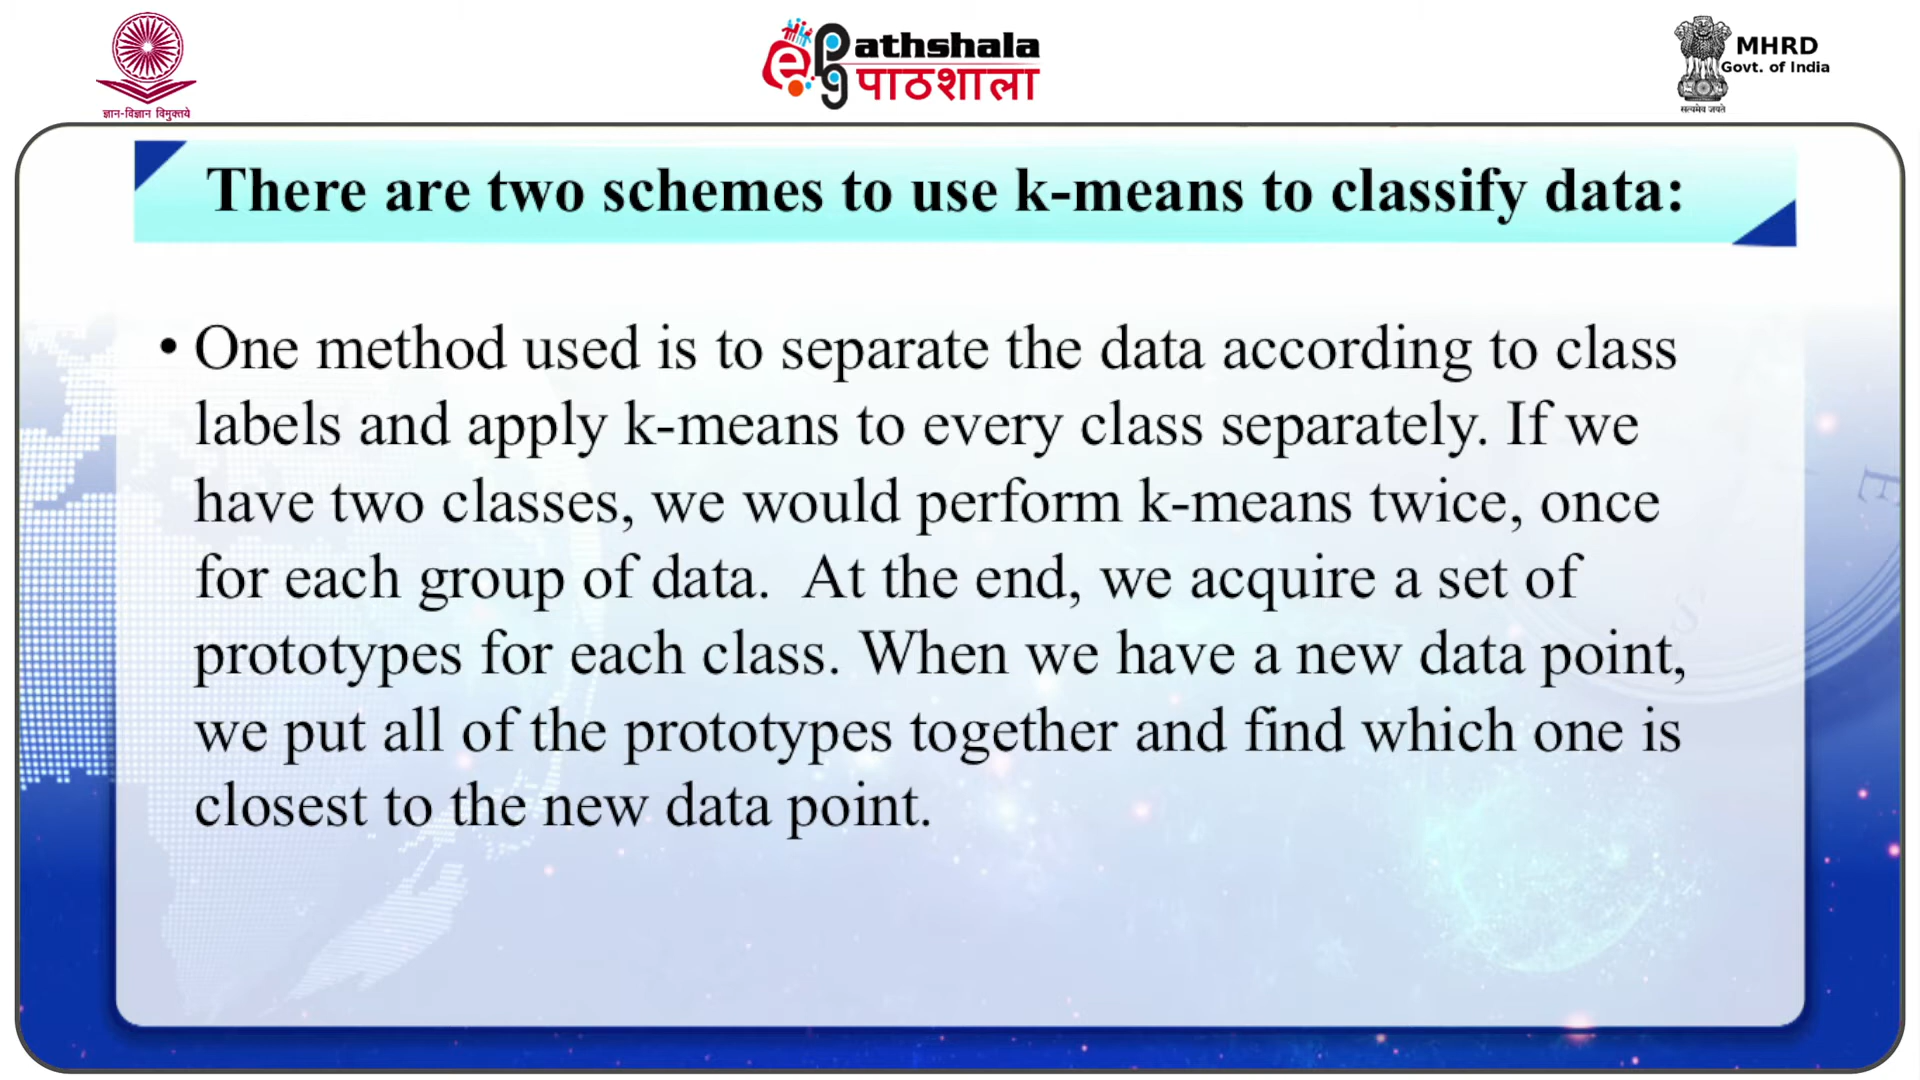 ज्ञान-विज्ञान विमुक्तये
ePGpathshala
पाठशाला
MHRD
Govt. of India
सत्यमेव जयते
There are two schemes to use k-means to classify data:
• One method used is to separate the data according to class
labels and apply k-means to every class separately. If we
have two classes, we would perform k-means twice, once
for each group of data. At the end, we acquire a set of
prototypes for each class. When we have a new data point,
we put all of the prototypes together and find which one is
closest to the new data point.